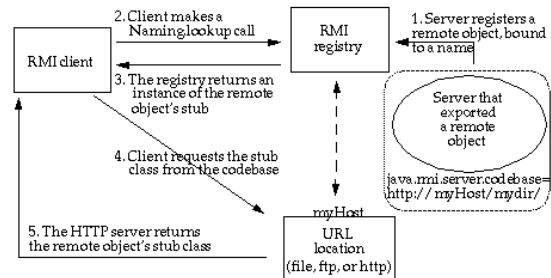 2. Client makes a
Naming.lookup call
1. Server registers a
remote object, bound
to a name
RMI
registry
RMI client
3. The registry returns an
instance of the remote
object's stub
Server that
exported
a remote
object
4. Client requests the stub
class from the codebase
java.rmi.server.codebase=
http://myHost/mydir/
myHost
URL
location
(file, ftp, or http)
5. The HTTP server returns
the remote object's stub class